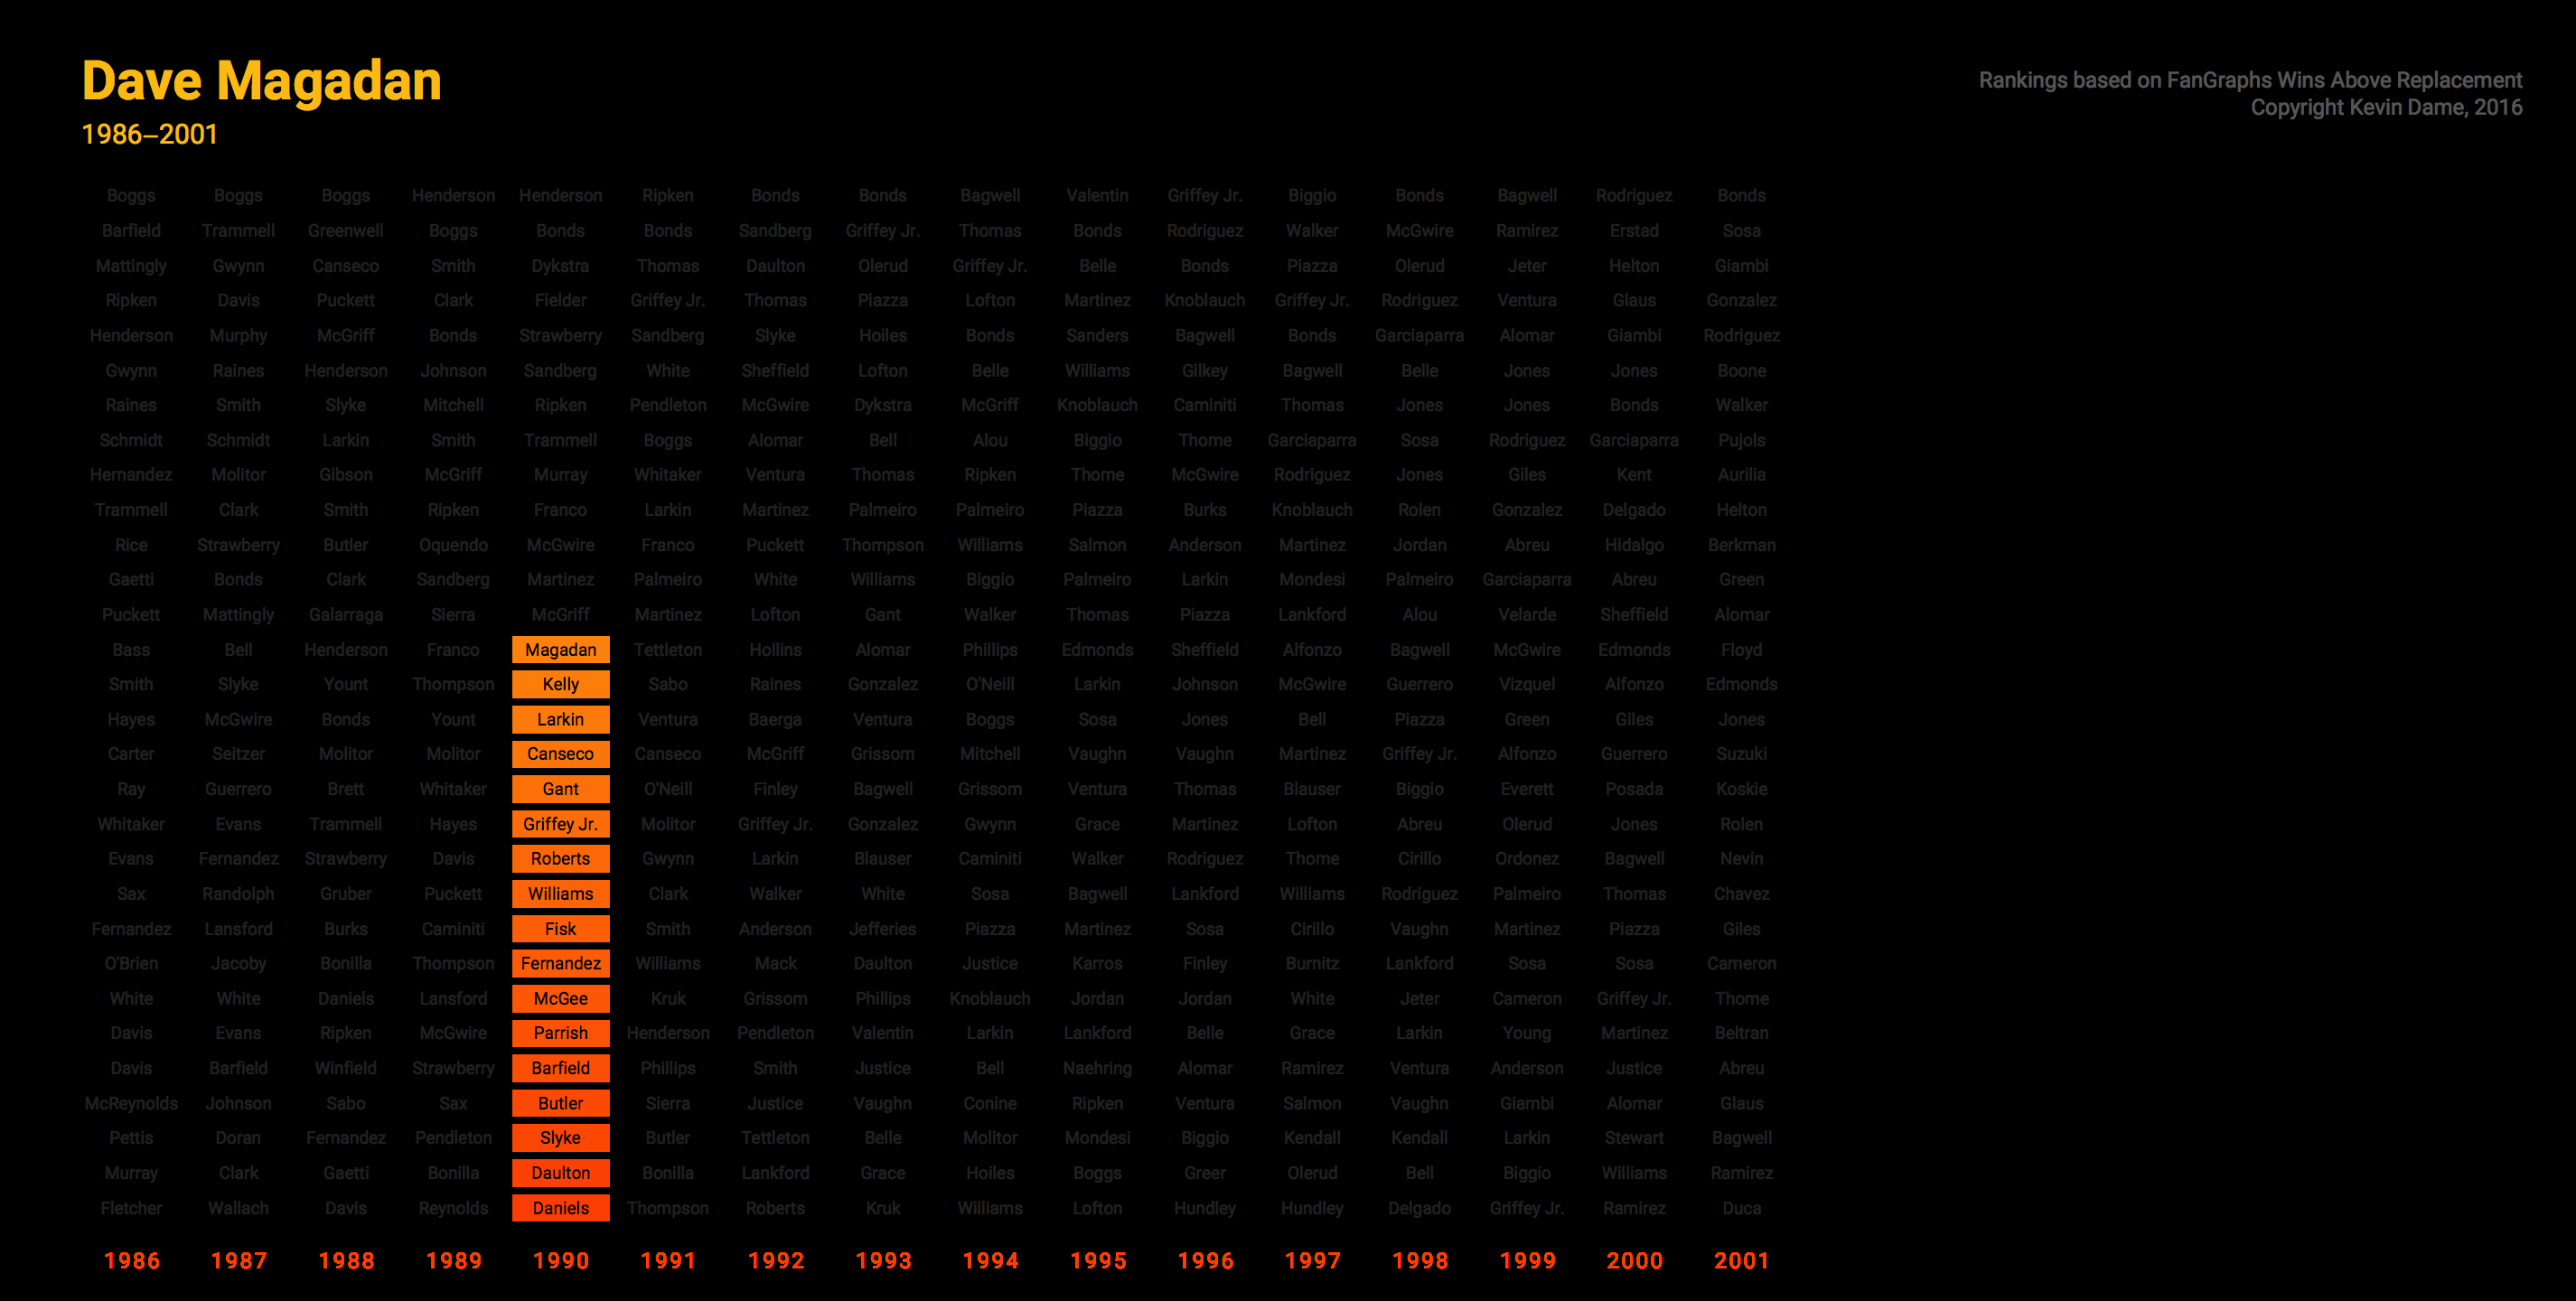 Dave Magadan
1986–2001
Rankings based on FanGraphs Wins Above Replacement
Copyright Kevin Dame, 2016
Boggs Boggs Boggs Henderson Henderson Ripken Bonds Bonds Bagwell Valentin Griffey Jr. Biggio Bonds Bagwell Rodriguez Bonds
Barfield Trammell Greenwell Boggs Bonds Bonds Sandberg Griffey Jr. Thomas Bonds Rodriguez Walker McGwire Ramirez Erstad Sosa
Mattingly Gwynn Canseco Smith Dykstra Thomas Daulton Olerud Griffey Jr. Belle Bonds Piazza Olerud Jeter Helton Giambi
Ripken Davis Puckett Clark Fielder Griffey Jr. Thomas Piazza Lofton Martinez Knoblauch Griffey Jr. Rodriguez Ventura Glaus Gonzalez
Henderson Murphy McGriff Bonds Strawberry Sandberg Slyke Hoiles Bonds Sanders Bagwell Bonds Garciaparra Alomar Giambi Rodriguez
Gwynn Raines Henderson Johnson Sandberg White Sheffield Lofton Belle Williams Gilkey Bagwell Belle Jones Jones Boone
Raines Smith Slyke Mitchell Ripken Pendleton McGwire Dykstra McGriff Knoblauch Caminiti Thomas Jones Jones Bonds Walker
Schmidt Schmidt Larkin Smith Trammell Boggs Alomar Bell Alou Biggio Thome Garciaparra Sosa Rodriguez Garciaparra Pujols
Hernandez Molitor Gibson McGriff Murray Whitaker Ventura Thomas Ripken Thome McGwire Rodriguez Jones Giles Kent Aurilia
Trammell Clark Smith Ripken Franco Larkin Martinez Palmeiro Palmeiro Piazza Burks Knoblauch Rolen Gonzalez Delgado Helton
Rice Strawberry Butler Oquendo McGwire Franco Puckett Thompson Williams Salmon Anderson Martinez Jordan Abreu Hidalgo Berkman
Gaetti Bonds Clark Sandberg Martinez Palmeiro White Williams Biggio Palmeiro Larkin Mondesi Palmeiro Garciaparra Abreu Green
Puckett Mattingly Galarraga Sierra McGriff Martinez Lofton Gant Walker Thomas Piazza Lankford Alou Velarde Sheffield Alomar
Bass Bell Henderson Franco Magadan Tettleton Hollins Alomar Phillips Edmonds Sheffield Alfonzo Bagwell McGwire Edmonds Floyd
Smith Slyke Yount Thompson Kelly Sabo Raines Gonzalez O'Neill Larkin Johnson McGwire Guerrero Vizquel Alfonzo Edmonds
Hayes McGwire Bonds Yount Larkin Ventura Baerga Ventura Boggs Sosa Jones Bell Piazza Green Giles Jones
Carter Seitzer Molitor Molitor Canseco Canseco McGriff Grissom Mitchell Vaughn Vaughn Martinez Griffey Jr. Alfonzo Guerrero Suzuki
Ray Guerrero Brett Whitaker Gant O'Neill Finley Bagwell Grissom Ventura Thomas Blauser Biggio Everett Posada Koskie
Whitaker Evans Trammell Hayes Griffey Jr. Molitor Griffey Jr. Gonzalez Gwynn Grace Martinez Lofton Abreu Olerud Jones Rolen
Evans Fernandez Strawberry Davis Roberts Gwynn Larkin Blauser Caminiti Walker Rodriguez Thome Cirillo Ordonez Bagwell Nevin
Sax Randolph Gruber Puckett Williams Clark Walker White Sosa Bagwell Lankford Williams Rodriguez Palmeiro Thomas Chavez
Fernandez Lansford Burks Caminiti Fisk Smith Anderson Jefferies Piazza Martinez Sosa Cirillo Vaughn Martinez Piazza Giles
O'Brien Jacoby Bonilla Thompson Fernandez Williams Mack Daulton Justice Karros Finley Burnitz Lankford Sosa Sosa Cameron
White White Daniels Lansford McGee Kruk Grissom Phillips Knoblauch Jordan Jordan White Jeter Cameron Griffey Jr. Thome
Davis Evans Ripken McGwire Parrish Henderson Pendleton Valentin Larkin Lankford Belle Grace Larkin Young Martinez Beltran
Davis Barfield Winfield Strawberry Barfield Phillips Smith Justice Bell Naehring Alomar Ramirez Ventura Anderson Justice Abreu
McReynolds Johnson Sabo Sax Butler Sierra Justice Vaughn Conine Ripken Ventura Salmon Vaughn Giambi Alomar Glaus
Pettis Doran Fernandez Pendleton Slyke Butler Tettleton Belle Molitor Mondesi Biggio Kendall Kendall Larkin Stewart Bagwell
Murray Clark Gaetti Bonilla Daulton Bonilla Lankford Grace Hoiles Boggs Greer Olerud Bell Biggio Williams Ramirez
Fletcher Wallach Davis Reynolds Daniels Thompson Roberts Kruk Williams Lofton Hundley Hundley Delgado Griffey Jr. Ramirez Duca
1986 1987 1988 1989 1990 1991 1992 1993 1994 1995 1996 1997 1998 1999 2000 2001